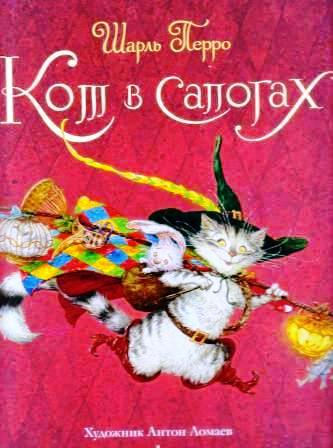 Шарль Перро
Кот в сапогах
Художник Антон Ломаев